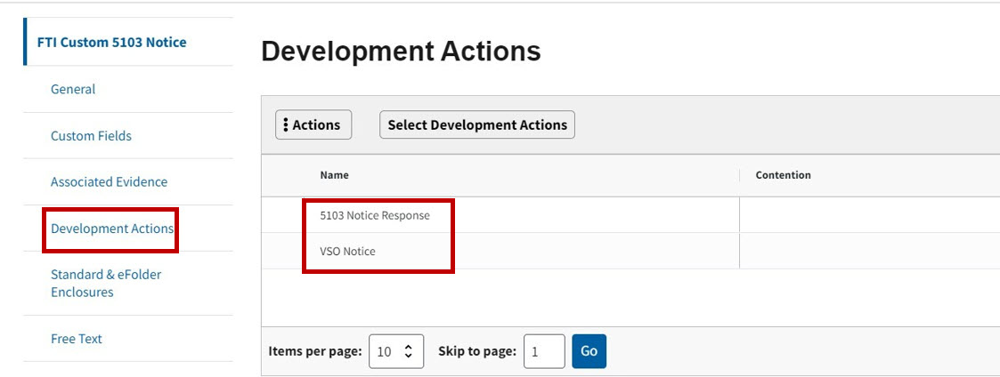 FTI Custom 5103 Notice
General
Custom Fields
Associated Evidence
Development Actions
Standard & eFolder
Enclosures
Free Text
Development Actions
Actions Select Development Actions
Name Contention
5103 Notice Response
VSO Notice
Items per page: 10 Skip to page: 1 Go